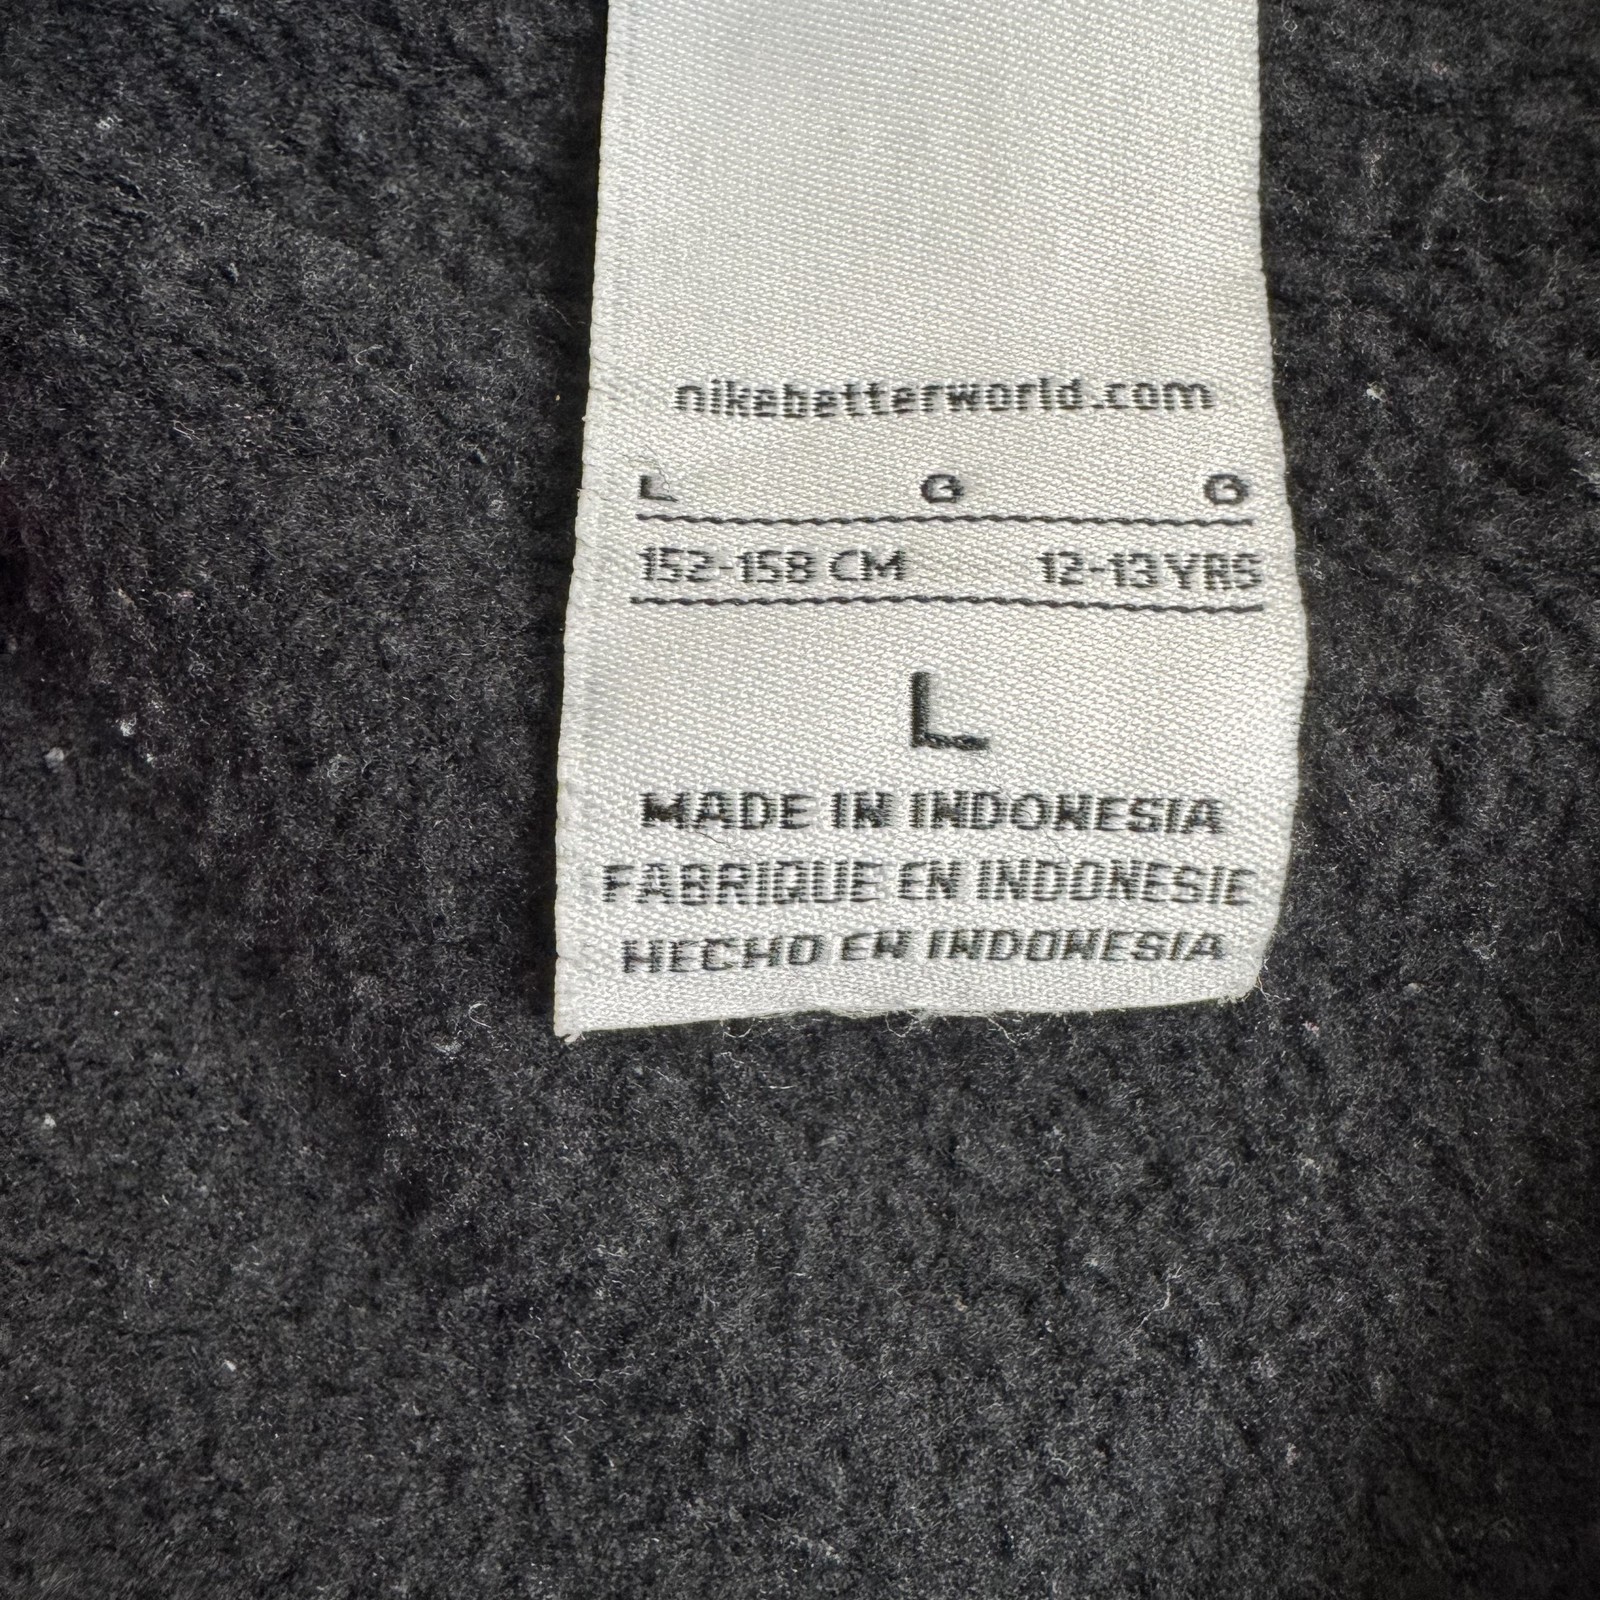 nikebetterworld.com
L G G
152-158 CM 12-13 YRS
L
MADE IN INDONESIA
FABRIQUE EN INDONESIE
HECHO EN INDONESIA